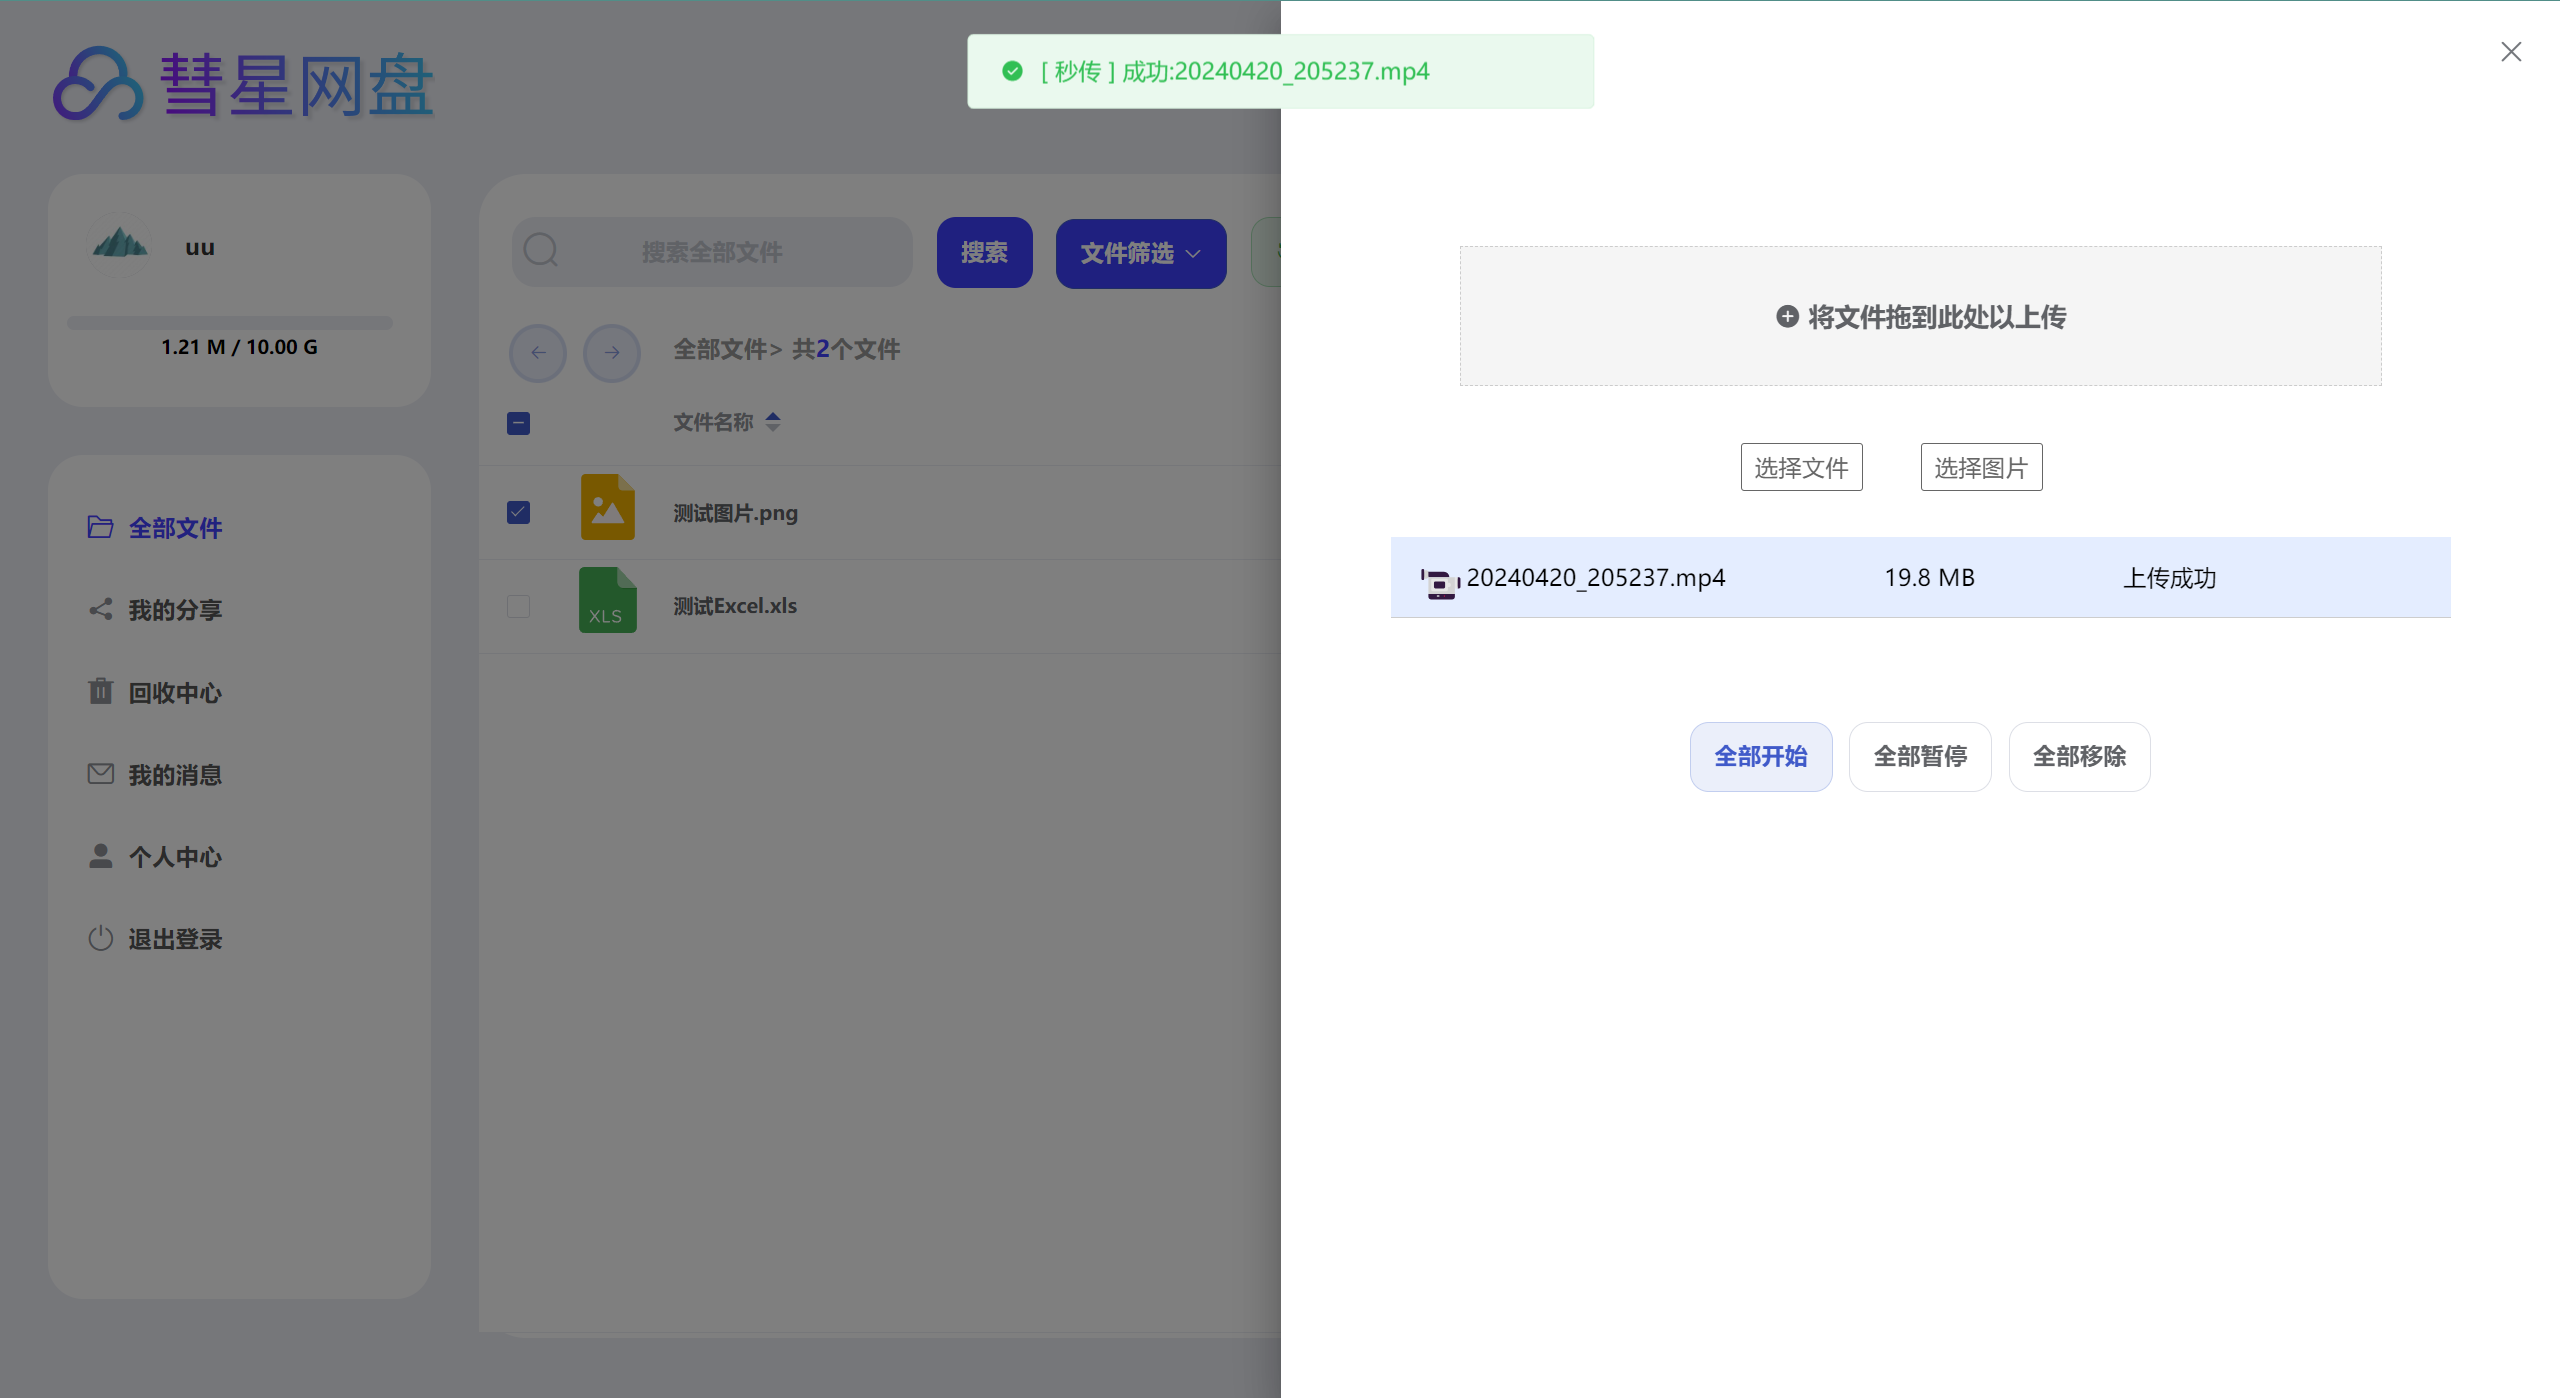 彗星网盘
[ 秒传 ] 成功:20240420_205237.mp4
uu
1.21 M / 10.00 G
全部文件
我的分享
回收中心
我的消息
个人中心
退出登录
搜索全部文件
搜索
文件筛选
全部文件> 共2个文件
文件名称
测试图片.png
XLS
测试Excel.xls
将文件拖到此处以上传
选择文件
选择图片
20240420_205237.mp4 19.8 MB 上传成功
全部开始
全部暂停
全部移除